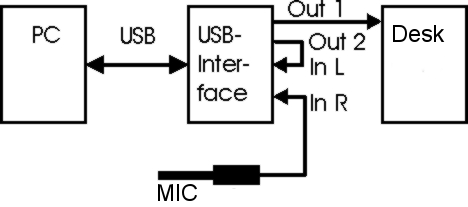 PC
USB
USB-
Inter-
face
Out 1
Out 2
In L
In R
Desk
MIC